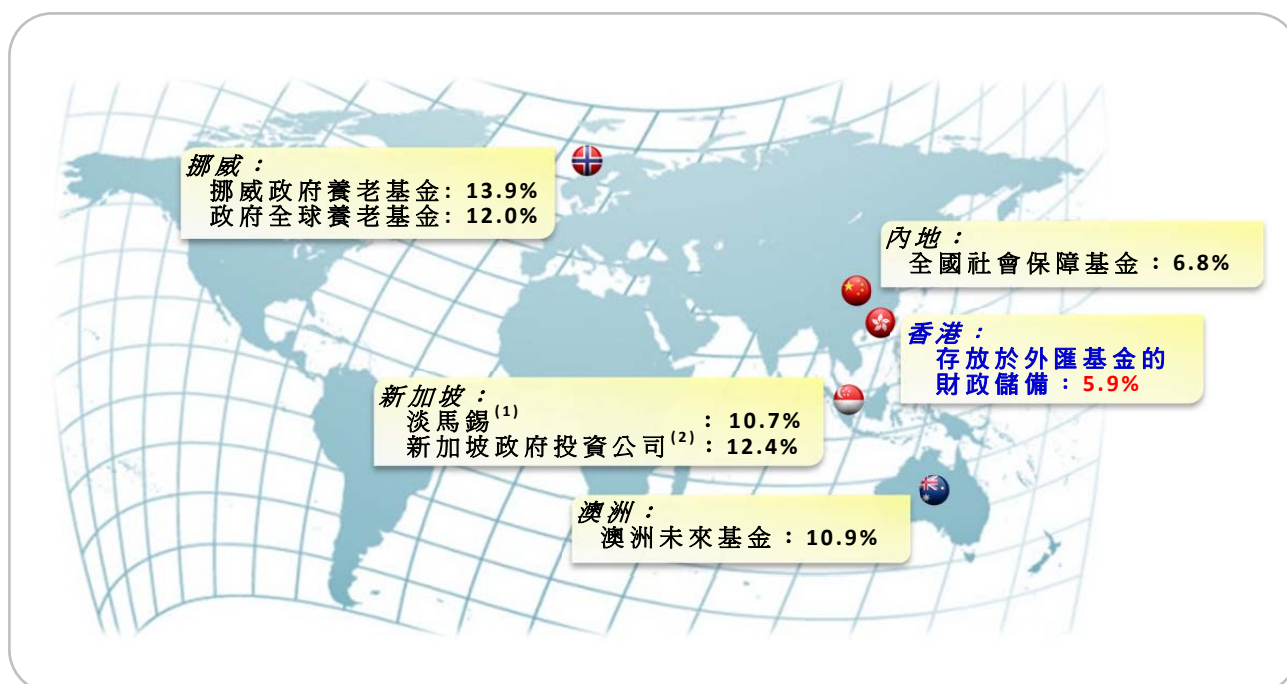 挪威：
挪威政府養老基金：13.9%
政府全球養老基金：12.0%
內地：
全國社會保障基金：6.8%
香港：
存放於外匯基金的
財政儲備：5.9%
新加坡：
淡馬錫(1)：10.7%
新加坡政府投資公司(2)：12.4%
澳洲：
澳洲未來基金：10.9%